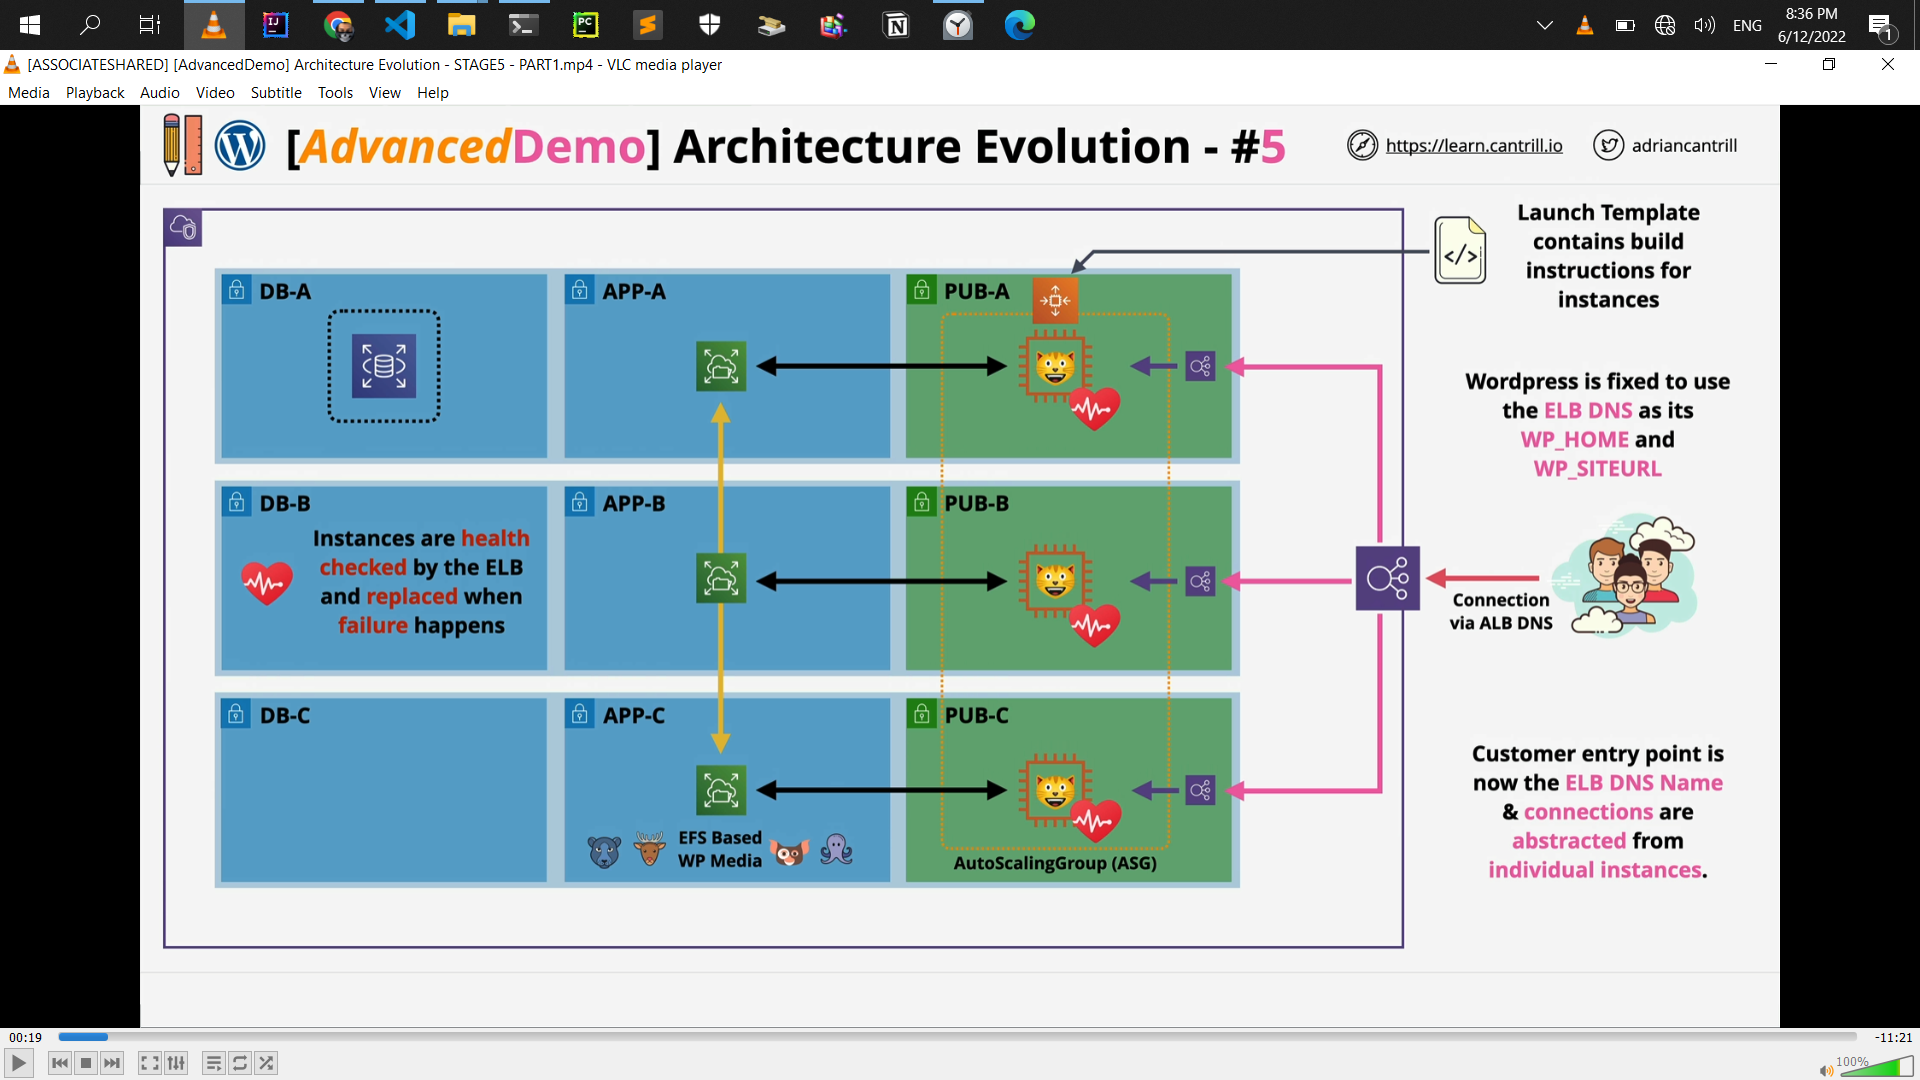 8:36 PM
ENG
6/12/2022
1
[ASSOCIATESHARED] [AdvancedDemo] Architecture Evolution - STAGE5 - PART1.mp4 - VLC media player
Media Playback Audio Video Subtitle Tools View Help
[AdvancedDemo] Architecture Evolution - #5
https://learn.cantrill.io
adriancantrill
Launch Template
contains build
instructions for
instances
</>
DB-A
APP-A
PUB-A
Wordpress is fixed to use
the ELB DNS as its
WP_HOME and
WP_SITEURL
DB-B
APP-B
PUB-B
Instances are health
checked by the ELB
and replaced when
failure happens
Connection
via ALB DNS
DB-C
APP-C
PUB-C
EFS Based
WP Media
AutoScalingGroup (ASG)
Customer entry point is
now the ELB DNS Name
& connections are
abstracted from
individual instances.
00:19
-11:21
100%